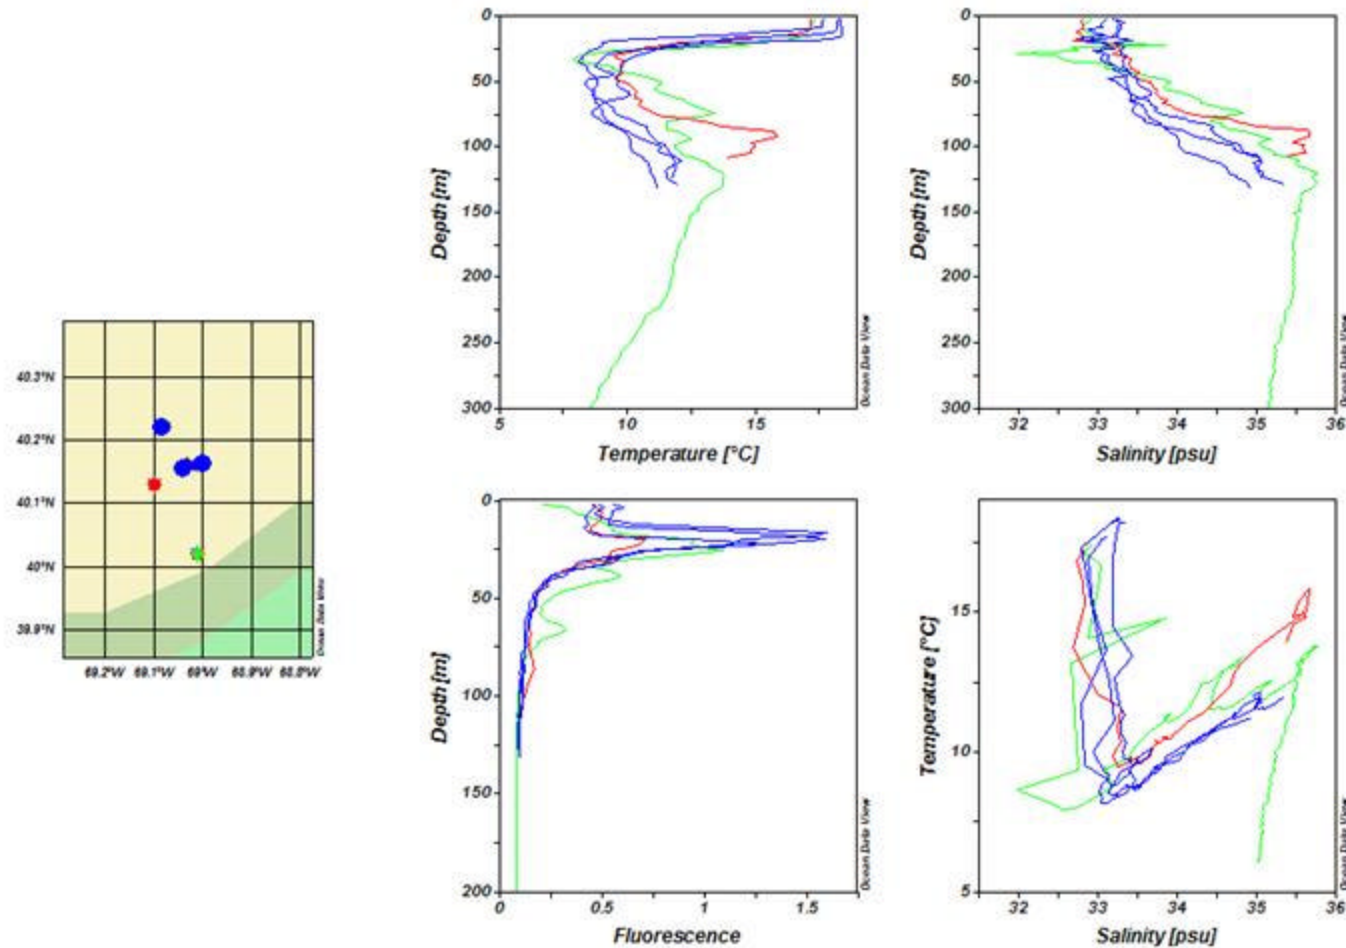 0
50
100
150
200
250
300
Depth [m]
5
10
15
Temperature [°C]
Ocean Data View
0
50
100
150
200
250
300
Depth [m]
32
33
34
35
36
Salinity [psu]
Ocean Data View
40.3°N
40.2°N
40.1°N
40°N
39.9°N
69.2°W
69.1°W
69°W
68.9°W
68.8°W
Ocean Data View
0
50
100
150
200
Depth [m]
0
0.5
1
1.5
Fluorescence
Ocean Data View
15
10
5
Temperature [°C]
32
33
34
35
36
Salinity [psu]
Ocean Data View